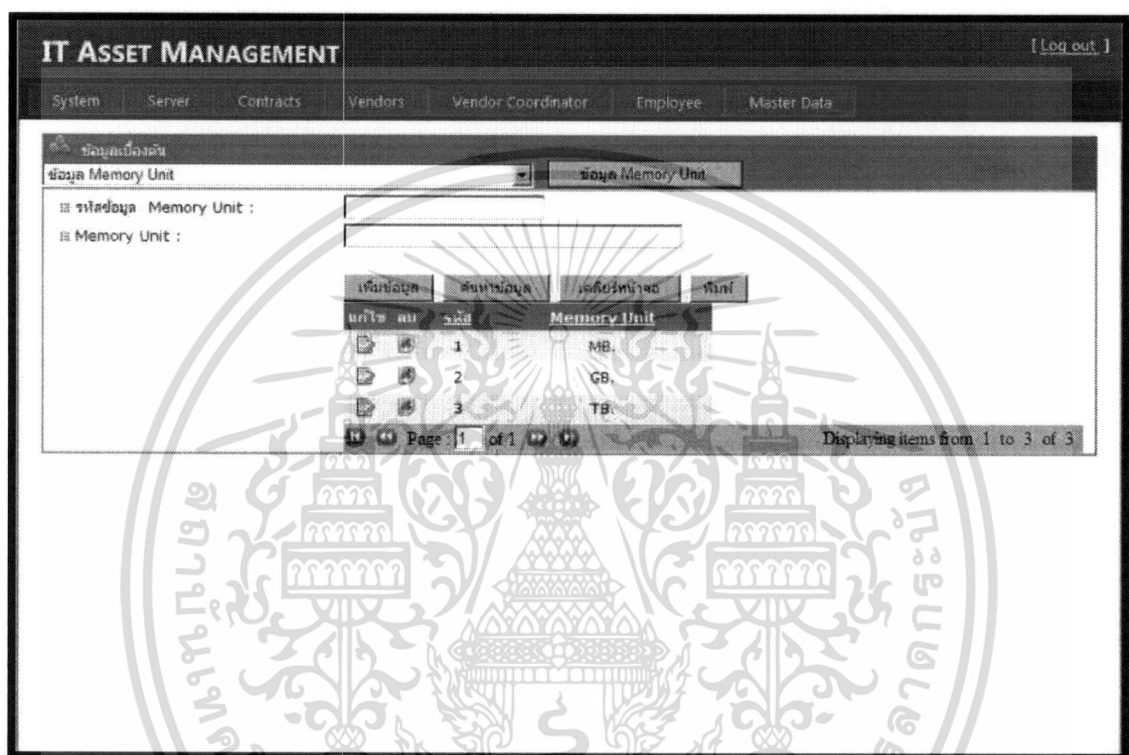 IT ASSET MANAGEMENT
[ Log out ]
System Server Contracts Vendors Vendor Coordinator Employee Master Data
ข้อมูลเบื้องต้น
ข้อมูล Memory Unit ข้อมูล Memory Unit
รหัสข้อมูล Memory Unit :
Memory Unit :
เพิ่มข้อมูล ค้นหาข้อมูล เคลียร์หน้าจอ พิมพ์
แก้ไข ลบ รหัส Memory Unit
1 MB.
2 GB.
3 TB.
Page : 1 of 1 Displaying items from 1 to 3 of 3